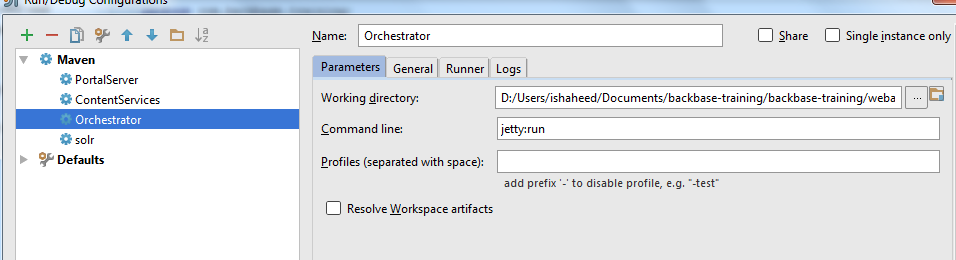 Run/Debug Configurations
Name: Orchestrator Share Single instance only
Maven
PortalServer
ContentServices
Orchestrator
solr
Defaults
Parameters General Runner Logs
Working directory: D:/Users/ishaheed/Documents/backbase-training/backbase-training/weba ...
Command line: jetty:run
Profiles (separated with space):
add prefix '-' to disable profile, e.g. "-test"
Resolve Workspace artifacts